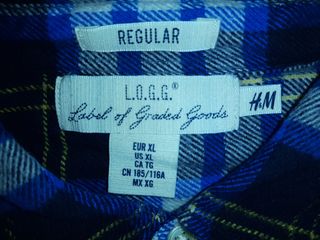 REGULAR
L.O.G.G.®
Label of Graded Goods
H&M
EUR XL
US XL
CA TG
CN 185/116A
MX XG